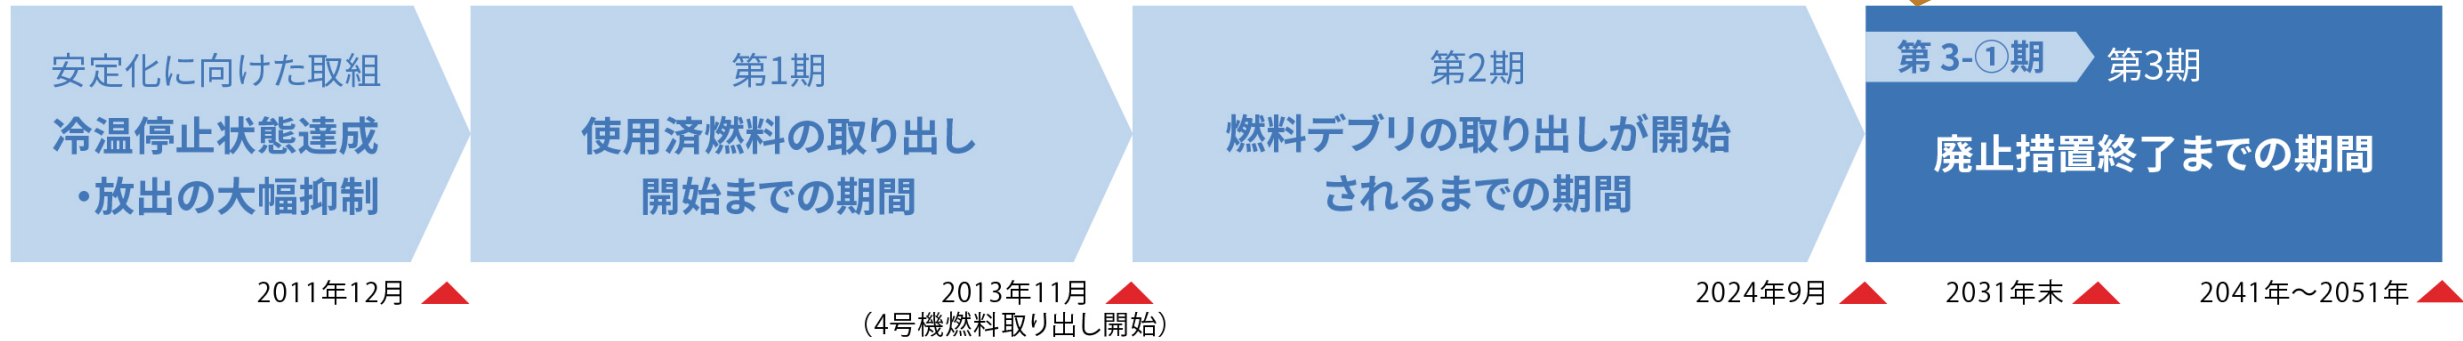 安定化に向けた取組
冷温停止状態達成
・放出の大幅抑制
第1期
使用済燃料の取り出し
開始までの期間
第2期
燃料デブリの取り出しが開始
されるまでの期間
第 3-①期
第3期
廃止措置終了までの期間
2011年12月
2013年11月
（4号機燃料取り出し開始）
2024年9月
2031年末
2041年～2051年